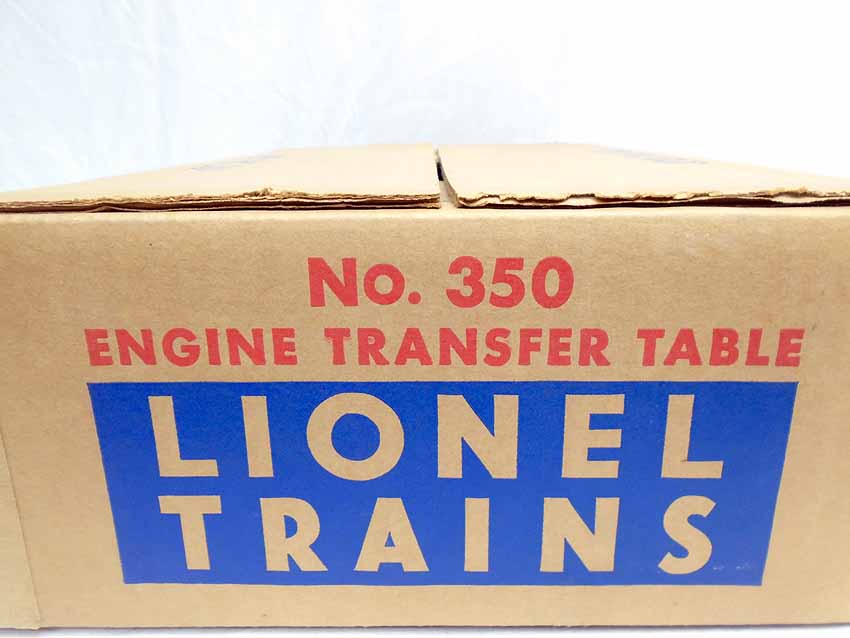 No. 350
ENGINE TRANSFER TABLE
LIONEL
TRAINS